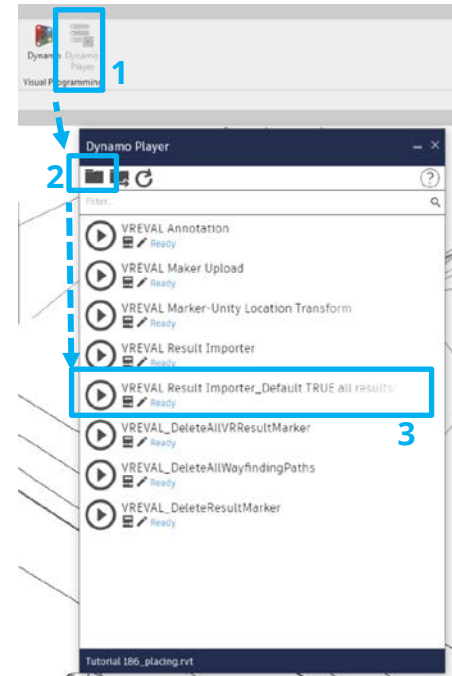 Dynamo Dynamo
Player
1
Visual Programming
Dynamo Player
2
Filter...
VREVAL Annotation
Ready
VREVAL Maker Upload
Ready
VREVAL Marker-Unity Location Transform
Ready
VREVAL Result Importer
Ready
VREVAL Result Importer_Default TRUE all results
Ready
3
VREVAL_DeleteAllVRResultMarker
Ready
VREVAL_DeleteAllWayfindingPaths
Ready
VREVAL_DeleteResultMarker
Ready
Tutorial 186_placing.rvt